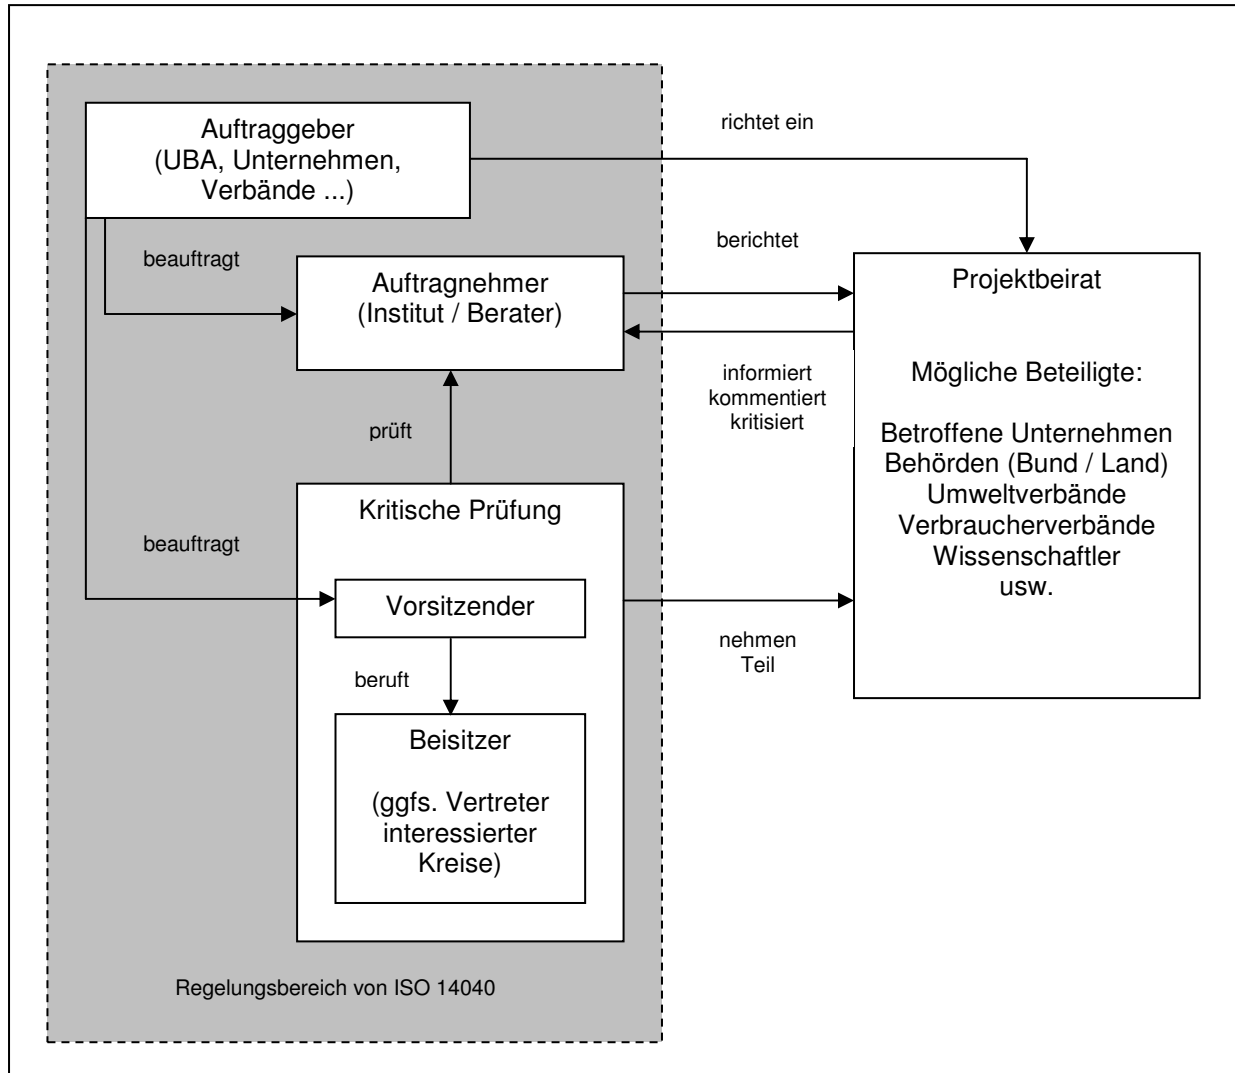 Auftraggeber
(UBA, Unternehmen,
Verbände ...)
richtet ein
beauftragt
Auftragnehmer
(Institut / Berater)
berichtet
Projektbeirat
Mögliche Beteiligte:
Betroffene Unternehmen
Behörden (Bund / Land)
Umweltverbände
Verbraucherverbände
Wissenschaftler
usw.
informiert
kommentiert
kritisiert
prüft
Kritische Prüfung
beauftragt
Vorsitzender
nehmen
Teil
beruft
Beisitzer
(ggfs. Vertreter
interessierter
Kreise)
Regelungsbereich von ISO 14040